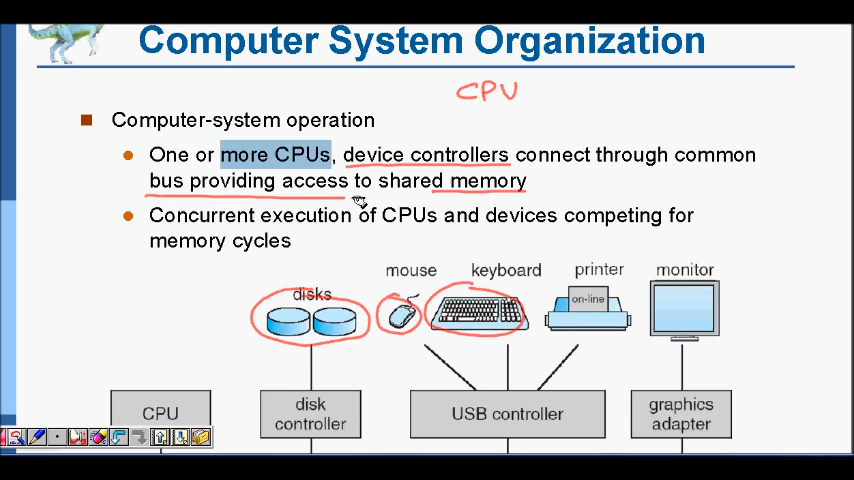 Computer System Organization
CPU
Computer-system operation
One or more CPUs, device controllers connect through common
bus providing access to shared memory
Concurrent execution of CPUs and devices competing for
memory cycles
mouse keyboard printer monitor
disks
on-line
CPU
disk
controller
USB controller
graphics
adapter